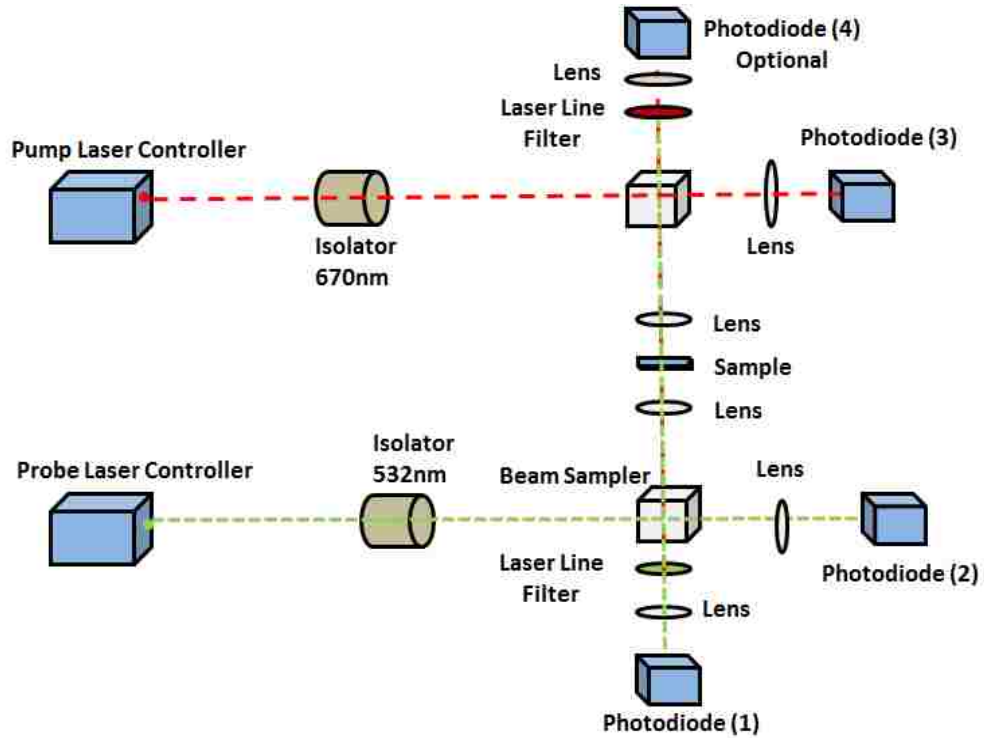 Photodiode (4)
Optional
Lens
Laser Line
Filter
Photodiode (3)
Pump Laser Controller
Isolator
670nm
Lens
Lens
Sample
Lens
Isolator
532nm
Probe Laser Controller
Beam Sampler
Lens
Laser Line
Filter
Photodiode (2)
Lens
Photodiode (1)